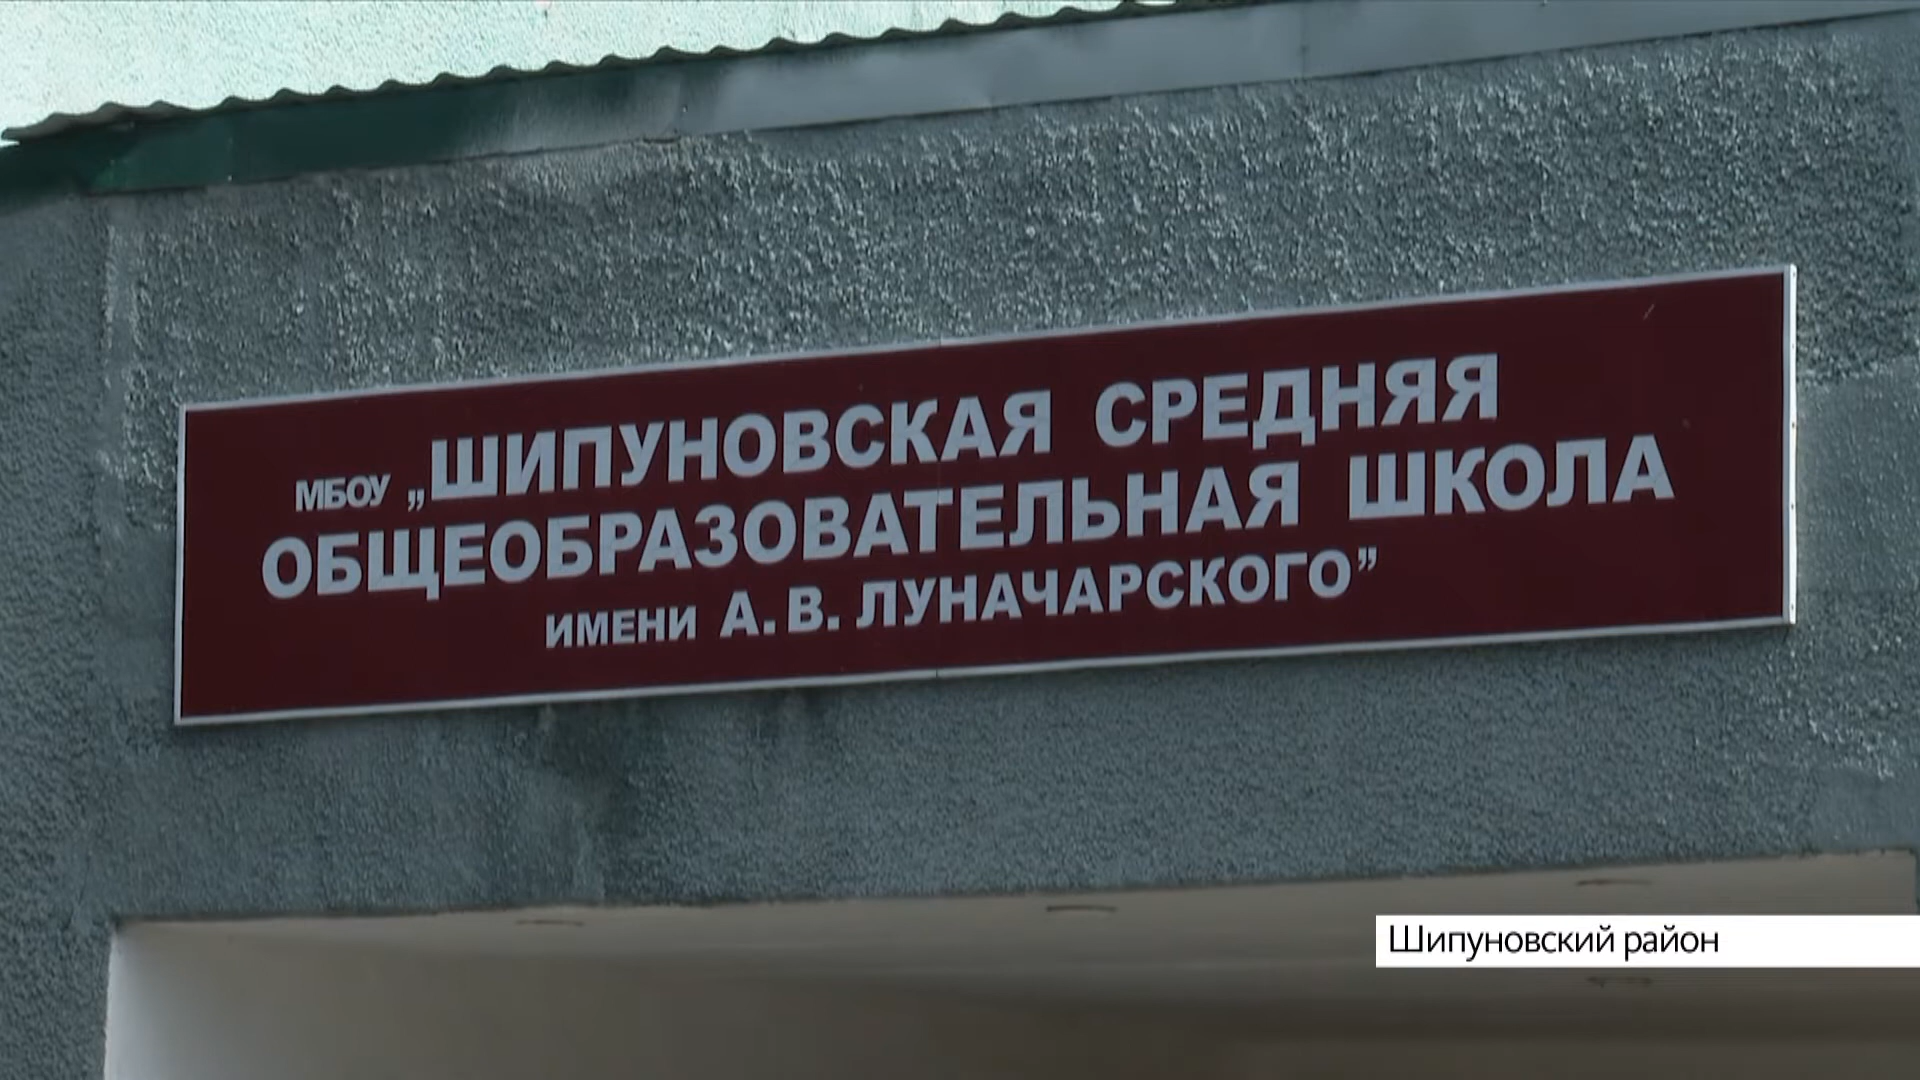 МБОУ „ШИПУНОВСКАЯ СРЕДНЯЯ
ОБЩЕОБРАЗОВАТЕЛЬНАЯ ШКОЛА
ИМЕНИ А. В. ЛУНАЧАРСКОГО”
Шипуновский район